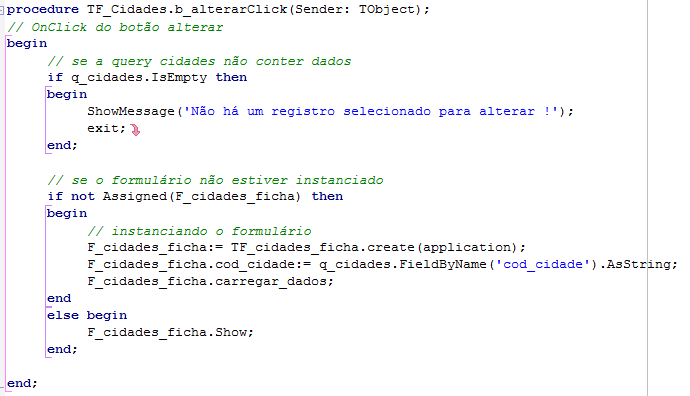 procedure TF_Cidades.b_alterarClick(Sender: TObject);
// OnClick do botão alterar
begin
// se a query cidades não conter dados
if q_cidades.IsEmpty then
begin
ShowMessage('Não há um registro selecionado para alterar !');
exit;
end;
// se o formulário não estiver instanciado
if not Assigned(F_cidades_ficha) then
begin
// instanciando o formulário
F_cidades_ficha:= TF_cidades_ficha.create(application);
F_cidades_ficha.cod_cidade:= q_cidades.FieldByName('cod_cidade').AsString;
F_cidades_ficha.carregar_dados;
end
else begin
F_cidades_ficha.Show;
end;
end;